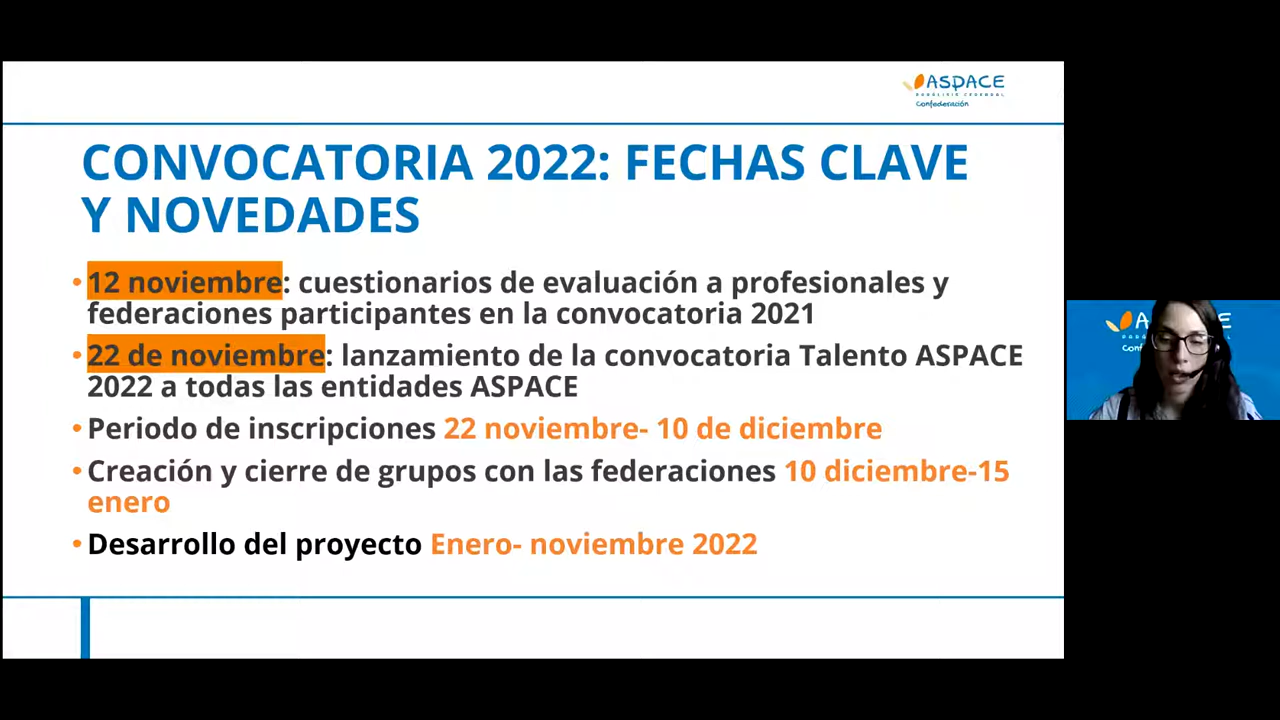 ASPACE
PARÁLISIS CEREBRAL
Confederación
CONVOCATORIA 2022: FECHAS CLAVE
Y NOVEDADES
• 12 noviembre: cuestionarios de evaluación a profesionales y
federaciones participantes en la convocatoria 2021
• 22 de noviembre: lanzamiento de la convocatoria Talento ASPACE
2022 a todas las entidades ASPACE
• Periodo de inscripciones 22 noviembre- 10 de diciembre
• Creación y cierre de grupos con las federaciones 10 diciembre-15
enero
• Desarrollo del proyecto Enero- noviembre 2022